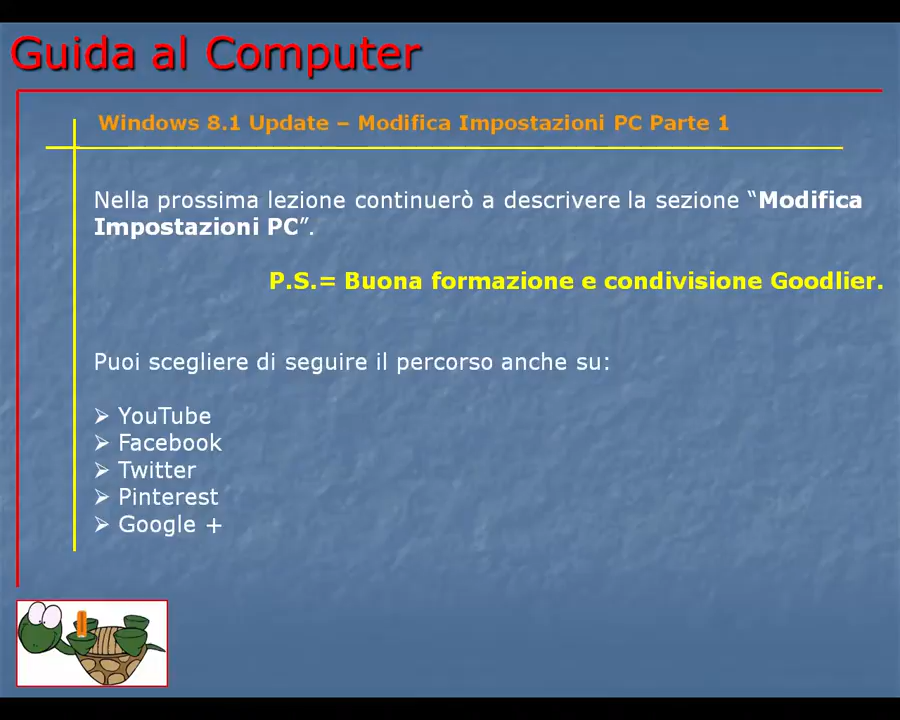 Guida al Computer
Windows 8.1 Update – Modifica Impostazioni PC Parte 1
Nella prossima lezione continuerò a descrivere la sezione “Modifica
Impostazioni PC”.
P.S.= Buona formazione e condivisione Goodlier.
Puoi scegliere di seguire il percorso anche su:
➢ YouTube
➢ Facebook
➢ Twitter
➢ Pinterest
➢ Google +